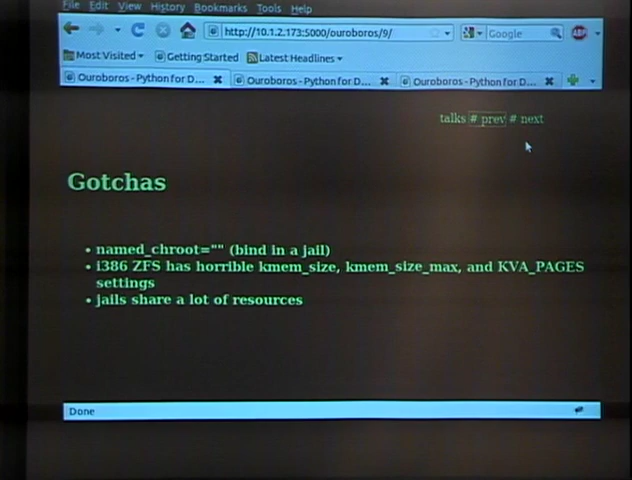 File Edit View History Bookmarks Tools Help
http://10.1.2.173:5000/ouroboros/9/
Google
ABP
Most Visited Getting Started Latest Headlines
Ouroboros - Python for D... Ouroboros - Python for D... Ouroboros - Python for D...
talks # prev # next
Gotchas
• named_chroot="" (bind in a jail)
• i386 ZFS has horrible kmem_size, kmem_size_max, and KVA_PAGES
settings
• jails share a lot of resources
Done